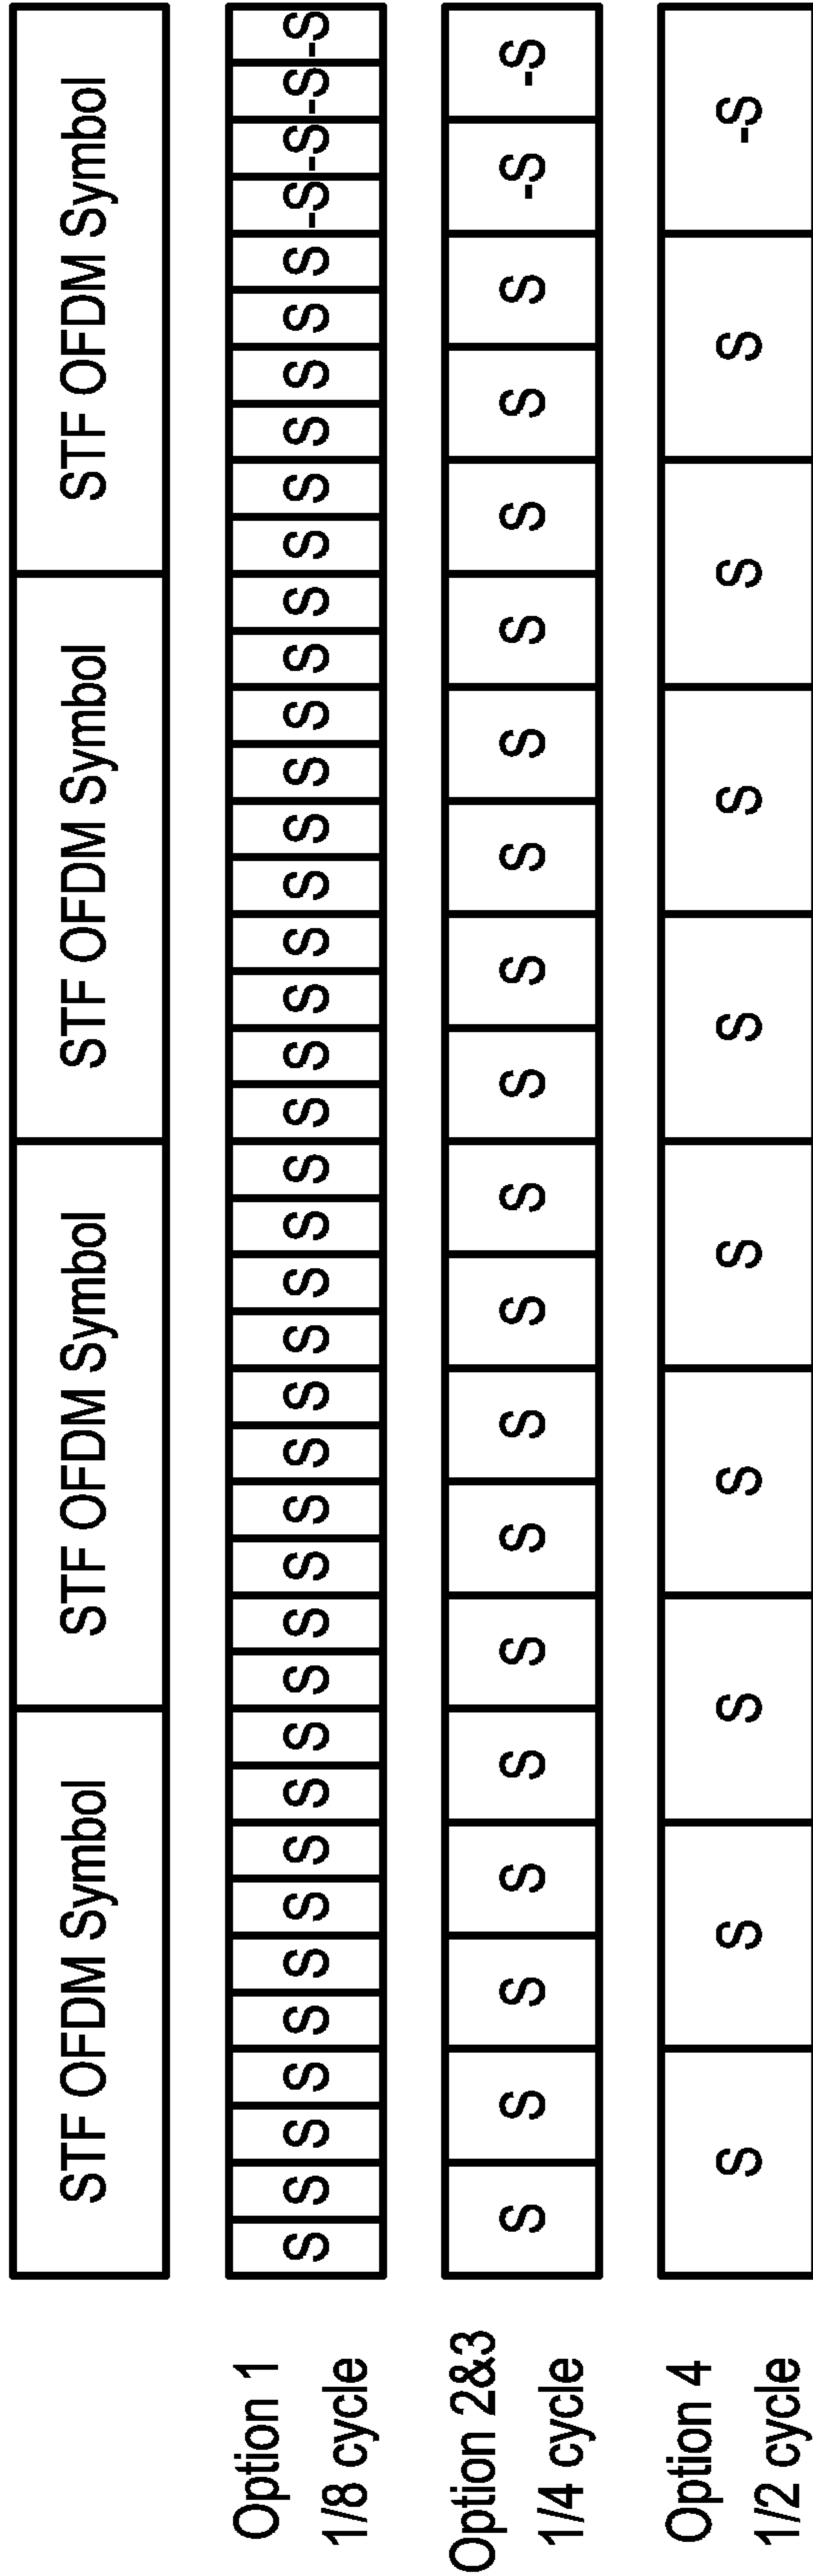 STF OFDM Symbol STF OFDM Symbol STF OFDM Symbol STF OFDM Symbol
Option 1
1/8 cycle
S S S S S S S S S S S S S S S S S S S S S S S S S S S S S S S S S S S S -S -S -S -S
Option 2&3
1/4 cycle
S S S S S S S S S S S S S S S S S S -S -S
Option 4
1/2 cycle
S S S S S S S S S -S